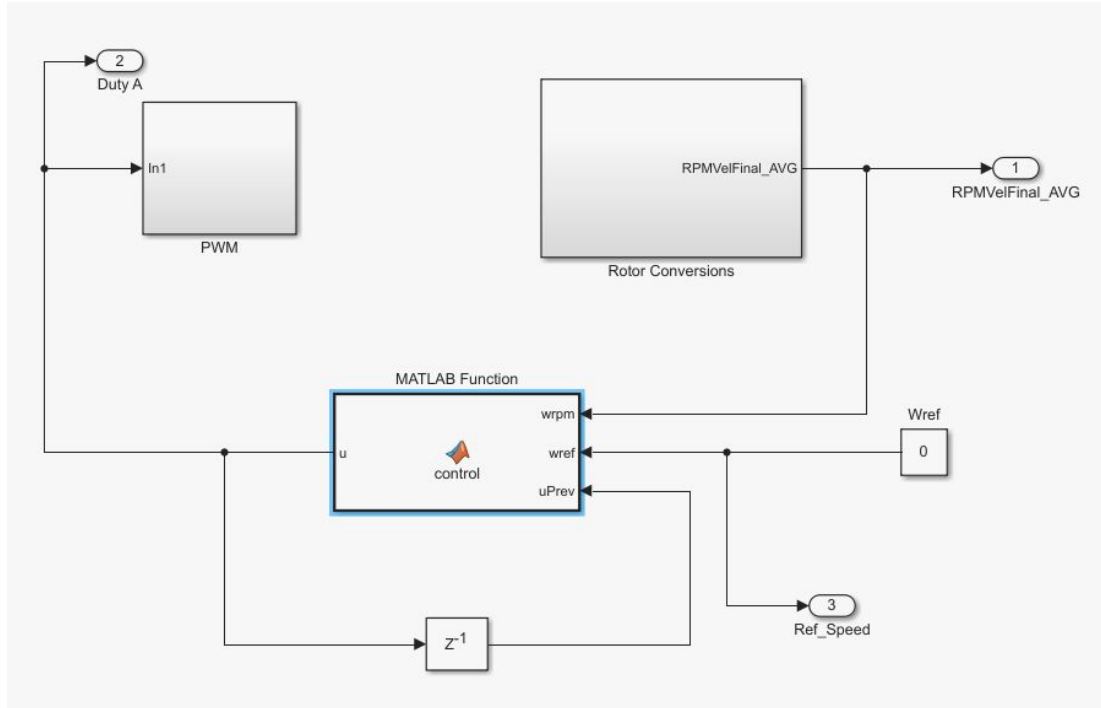 2
Duty A
In1
PWM
RPMVelFinal_AVG
Rotor Conversions
1
RPMVelFinal_AVG
MATLAB Function
wrpm
wref
uPrev
u
control
Wref
0
3
Ref_Speed
Z-1